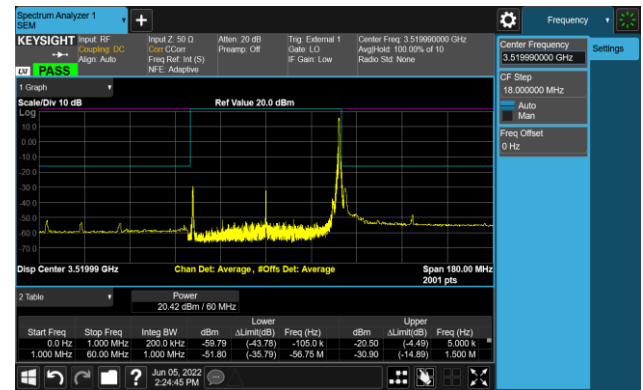 Spectrum Analyzer 1
SEM
Frequency
KEYSIGHT
Input: RF
Coupling: DC
Align: Auto
Input Z: 50 Ω
Corr CCorr
Freq Ref: Int (S)
NFE: Adaptive
Atten: 20 dB
Preamp: Off
Trig: External 1
Gate: LO
IF Gain: Low
Center Freq: 3.519990000 GHz
Avg|Hold: 100.00% of 10
Radio Std: None
LXI
PASS
1 Graph
Scale/Div 10 dB
Ref Value 20.0 dBm
Log
10.0
0.00
-10.0
-20.0
-30.0
-40.0
-50.0
-60.0
-70.0
Disp Center 3.51999 GHz
Chan Det: Average, #Offs Det: Average
Span 180.00 MHz
2001 pts
2 Table
Power
20.42 dBm / 60 MHz
Lower Upper
Start Freq Stop Freq Integ BW dBm ΔLimit(dB) Freq (Hz) dBm ΔLimit(dB) Freq (Hz)
0.0 Hz 1.000 MHz 200.0 kHz -59.79 (-43.78) -105.0 k -20.50 (-4.49) 5.000 k
1.000 MHz 60.00 MHz 1.000 MHz -51.80 (-35.79) -56.75 M -30.90 (-14.89) 1.500 M
Jun 05, 2022
2:24:45 PM
Center Frequency
3.519990000 GHz
Settings
CF Step
18.000000 MHz
Auto
Man
Freq Offset
0 Hz